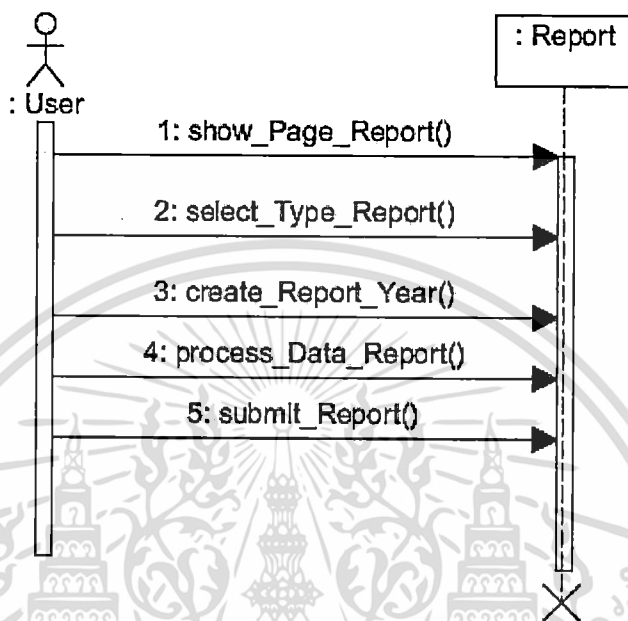 : Report
: User
1: show_Page_Report()
2: select_Type_Report()
3: create_Report_Year()
4: process_Data_Report()
5: submit_Report()